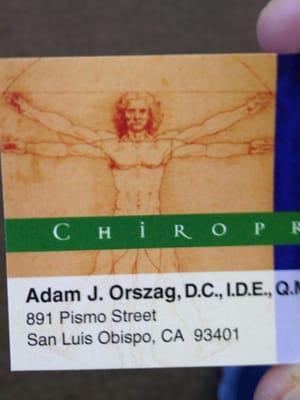 CHIROPR
Adam J. Orszag, D.C., I.D.E., Q.M
891 Pismo Street
San Luis Obispo, CA 93401